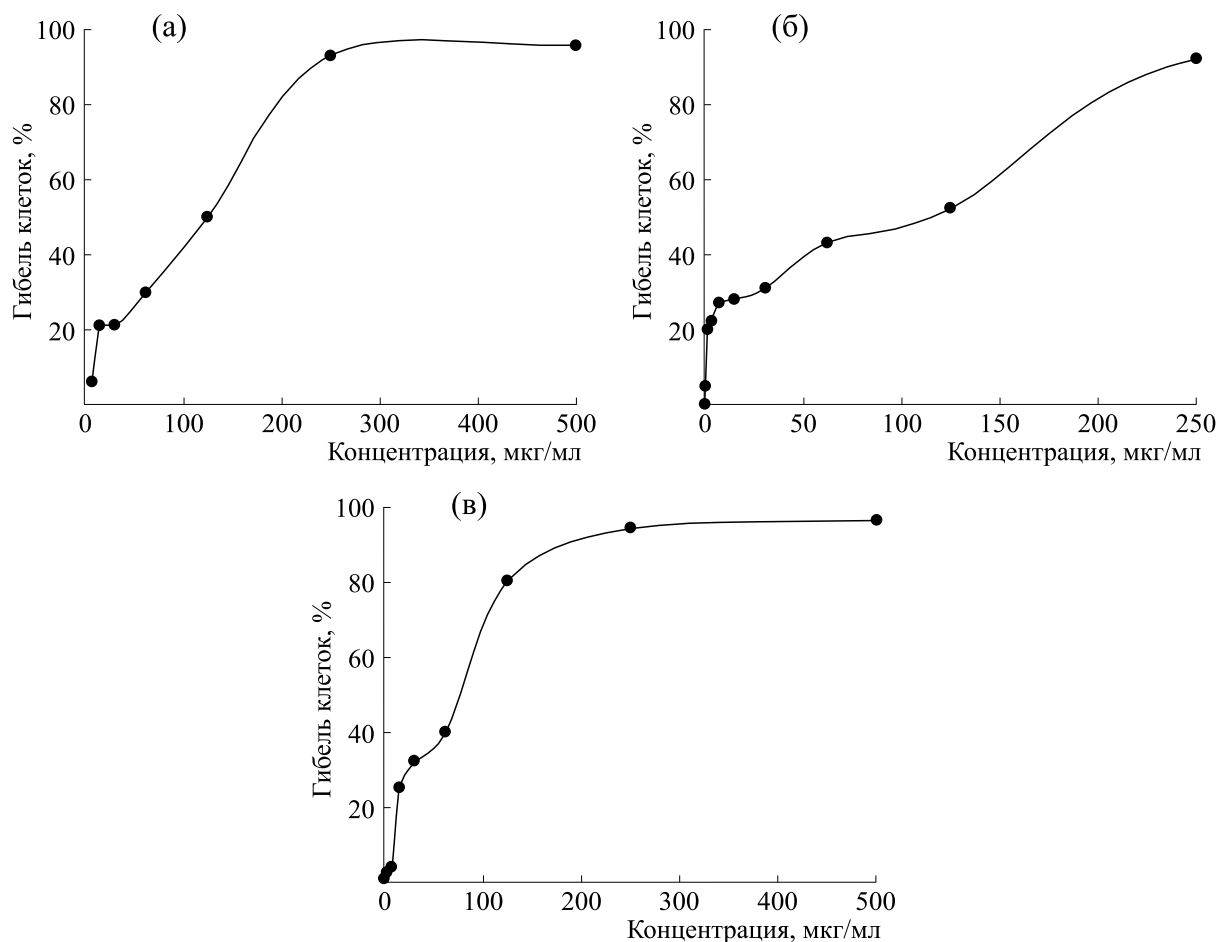 (а)
100
80
60
40
20
Гибель клеток, %
0 100 200 300 400 500
Концентрация, мкг/мл
(б)
100
80
60
40
20
Гибель клеток, %
0 50 100 150 200 250
Концентрация, мкг/мл
(в)
100
80
60
40
20
Гибель клеток, %
0 100 200 300 400 500
Концентрация, мкг/мл